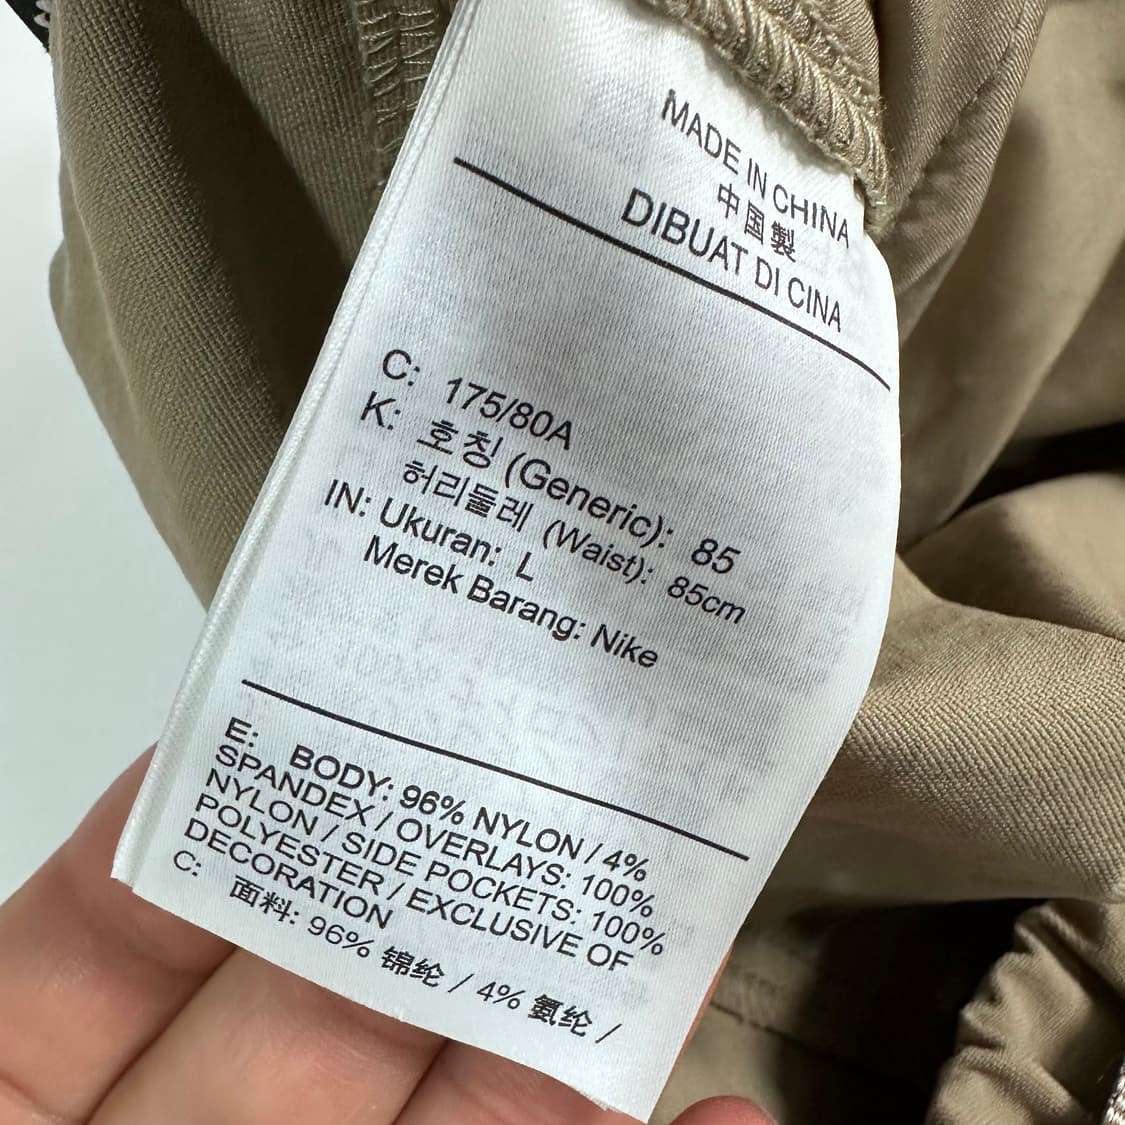 MADE IN CHINA
中国製
DIBUAT DI CINA
C: 175/80A
K: 호칭 (Generic): 85
허리둘레 (Waist): 85cm
IN: Ukuran: L
Merek Barang: Nike
E: BODY: 96% NYLON / 4%
SPANDEX / OVERLAYS: 100%
NYLON / SIDE POCKETS: 100%
POLYESTER / EXCLUSIVE OF
DECORATION
C: 面料: 96% 锦纶 / 4% 氨纶 /